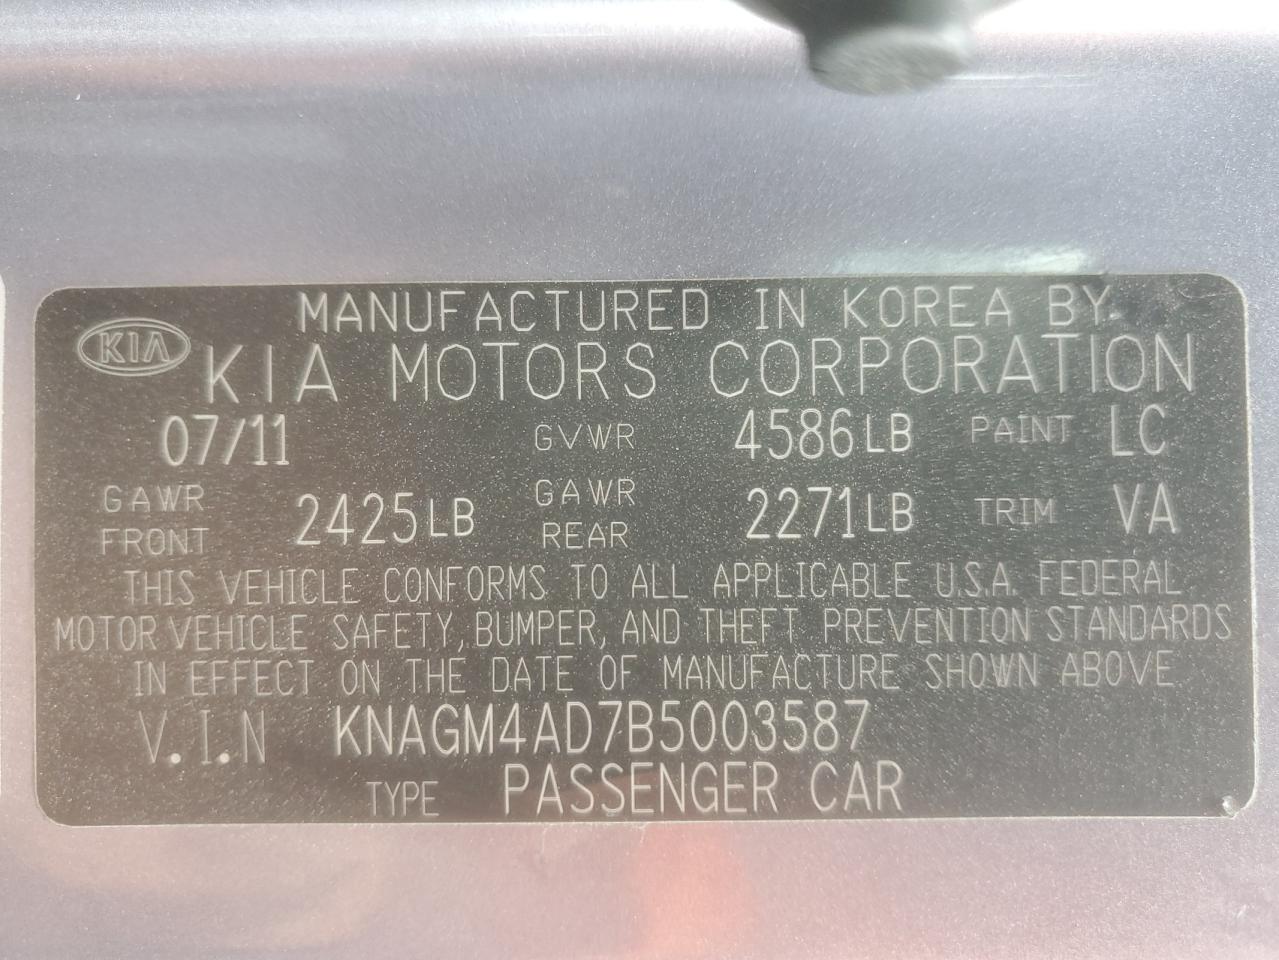 MANUFACTURED IN KOREA BY
KIA KIA MOTORS CORPORATION
07/11 GVWR 4586LB PAINT LC
GAWR FRONT 2425LB GAWR REAR 2271LB TRIM VA
THIS VEHICLE CONFORMS TO ALL APPLICABLE U.S.A. FEDERAL
MOTOR VEHICLE SAFETY, BUMPER, AND THEFT PREVENTION STANDARDS
IN EFFECT ON THE DATE OF MANUFACTURE SHOWN ABOVE
V.I.N KNAGM4AD7B5003587
TYPE PASSENGER CAR